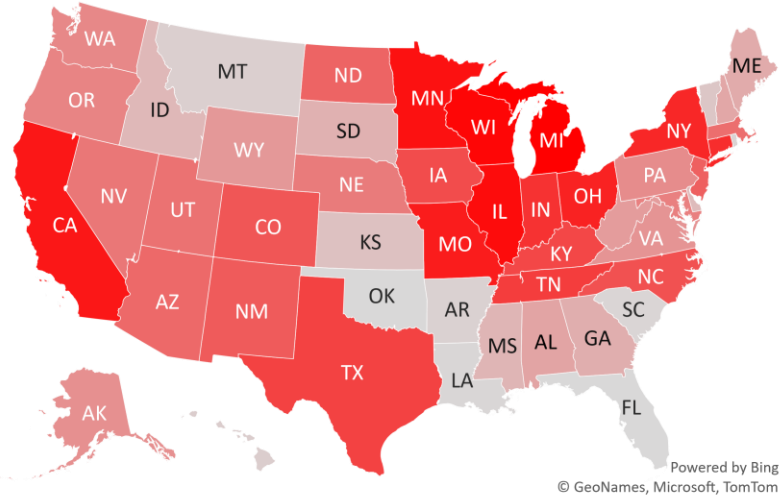 WA
MT
ND
MN
ME
OR
ID
SD
WI
MI
NY
WY
IA
PA
NE
NV
UT
CO
IL
IN
OH
CA
KS
MO
KY
VA
AZ
NM
OK
AR
TN
NC
SC
MS
AL
GA
TX
LA
FL
AK
Powered by Bing
© GeoNames, Microsoft, TomTom